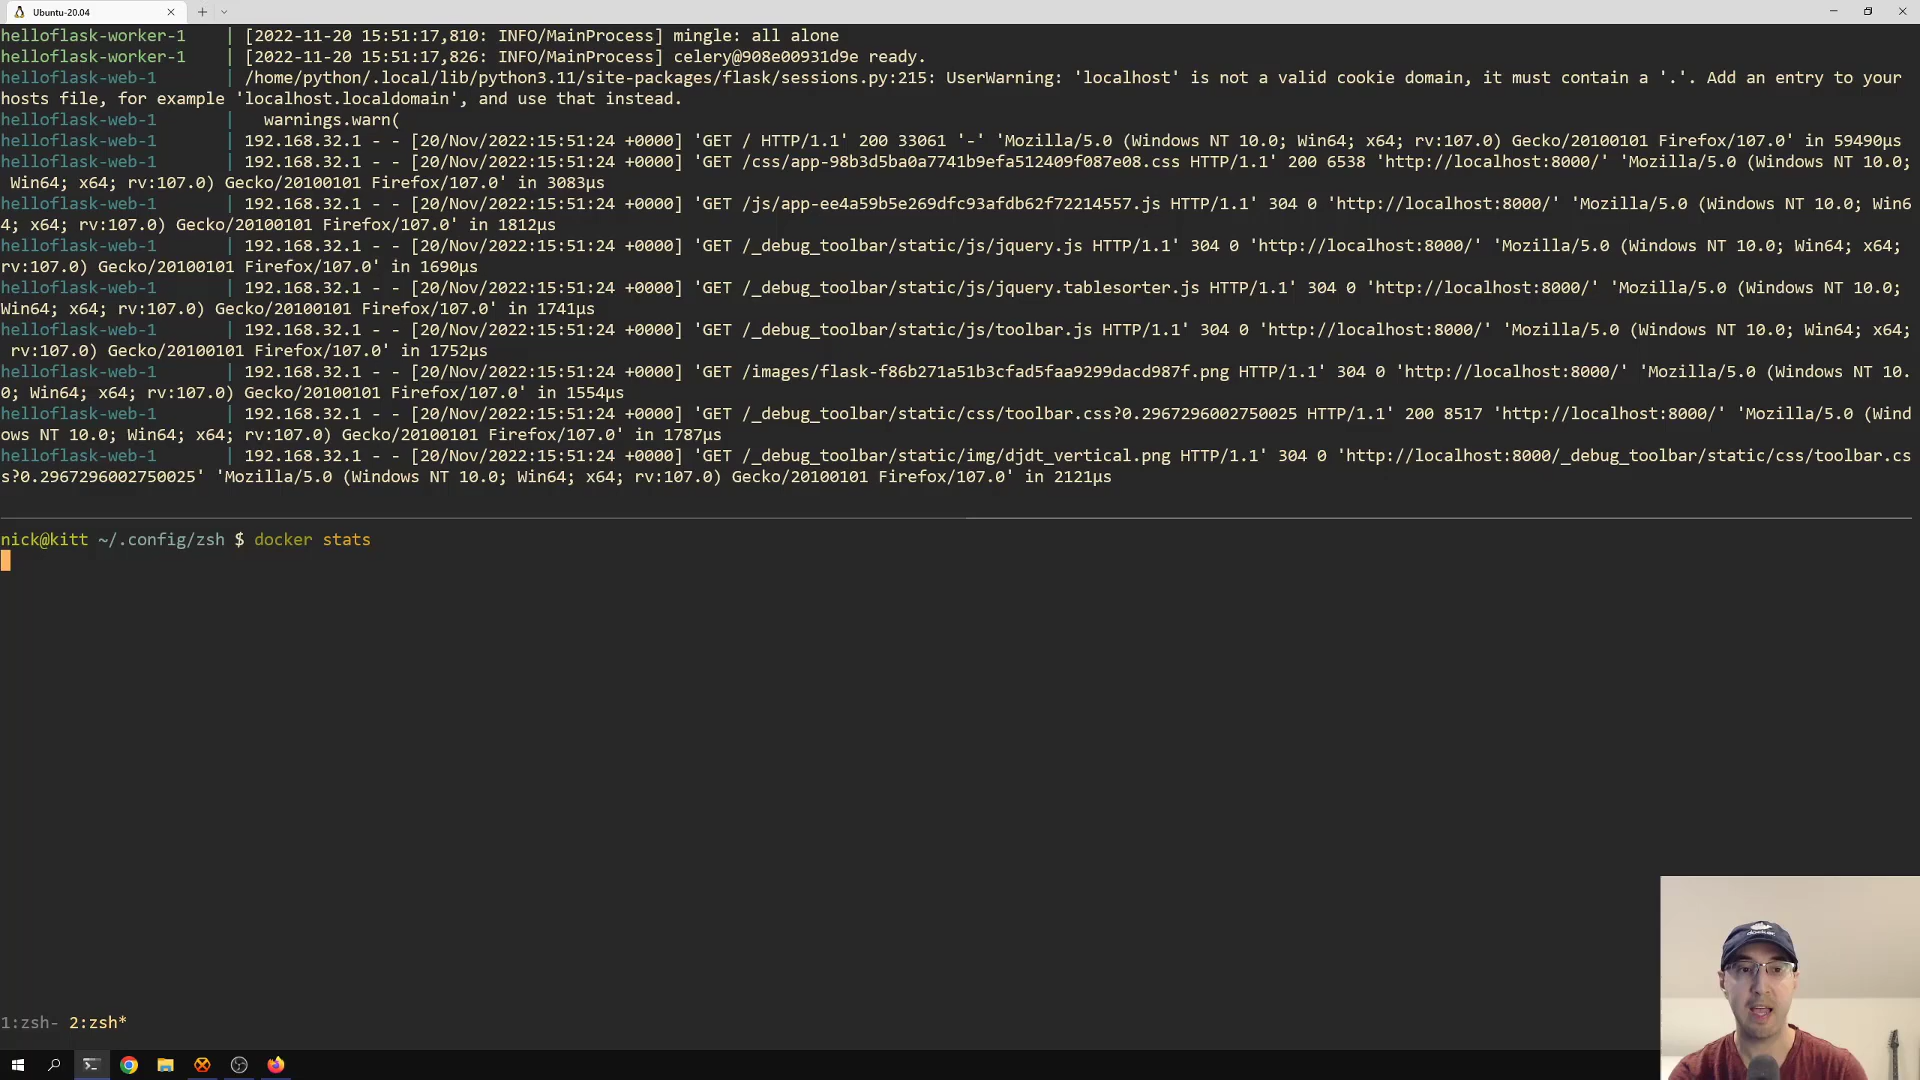 Ubuntu-20.04
helloflask-worker-1    | [2022-11-20 15:51:17,810: INFO/MainProcess] mingle: all alone
helloflask-worker-1    | [2022-11-20 15:51:17,826: INFO/MainProcess] celery@908e00931d9e ready.
helloflask-web-1       | /home/python/.local/lib/python3.11/site-packages/flask/sessions.py:215: UserWarning: 'localhost' is not a valid cookie domain, it must contain a '.'. Add an entry to your
hosts file, for example 'localhost.localdomain', and use that instead.
helloflask-web-1       |   warnings.warn(
helloflask-web-1       | 192.168.32.1 - - [20/Nov/2022:15:51:24 +0000] 'GET / HTTP/1.1' 200 33061 '-' 'Mozilla/5.0 (Windows NT 10.0; Win64; x64; rv:107.0) Gecko/20100101 Firefox/107.0' in 59490µs
helloflask-web-1       | 192.168.32.1 - - [20/Nov/2022:15:51:24 +0000] 'GET /css/app-98b3d5ba0a7741b9efa512409f087e08.css HTTP/1.1' 200 6538 'http://localhost:8000/' 'Mozilla/5.0 (Windows NT 10.0;
 Win64; x64; rv:107.0) Gecko/20100101 Firefox/107.0' in 3083µs
helloflask-web-1       | 192.168.32.1 - - [20/Nov/2022:15:51:24 +0000] 'GET /js/app-ee4a59b5e269dfc93afdb62f72214557.js HTTP/1.1' 304 0 'http://localhost:8000/' 'Mozilla/5.0 (Windows NT 10.0; Win6
4; x64; rv:107.0) Gecko/20100101 Firefox/107.0' in 1812µs
helloflask-web-1       | 192.168.32.1 - - [20/Nov/2022:15:51:24 +0000] 'GET /_debug_toolbar/static/js/jquery.js HTTP/1.1' 304 0 'http://localhost:8000/' 'Mozilla/5.0 (Windows NT 10.0; Win64; x64;
rv:107.0) Gecko/20100101 Firefox/107.0' in 1690µs
helloflask-web-1       | 192.168.32.1 - - [20/Nov/2022:15:51:24 +0000] 'GET /_debug_toolbar/static/js/jquery.tablesorter.js HTTP/1.1' 304 0 'http://localhost:8000/' 'Mozilla/5.0 (Windows NT 10.0;
Win64; x64; rv:107.0) Gecko/20100101 Firefox/107.0' in 1741µs
helloflask-web-1       | 192.168.32.1 - - [20/Nov/2022:15:51:24 +0000] 'GET /_debug_toolbar/static/js/toolbar.js HTTP/1.1' 304 0 'http://localhost:8000/' 'Mozilla/5.0 (Windows NT 10.0; Win64; x64;
 rv:107.0) Gecko/20100101 Firefox/107.0' in 1752µs
helloflask-web-1       | 192.168.32.1 - - [20/Nov/2022:15:51:24 +0000] 'GET /images/flask-f86b271a51b3cfad5faa9299dacd987f.png HTTP/1.1' 304 0 'http://localhost:8000/' 'Mozilla/5.0 (Windows NT 10.
0; Win64; x64; rv:107.0) Gecko/20100101 Firefox/107.0' in 1554µs
helloflask-web-1       | 192.168.32.1 - - [20/Nov/2022:15:51:24 +0000] 'GET /_debug_toolbar/static/css/toolbar.css?0.2967296002750025 HTTP/1.1' 200 8517 'http://localhost:8000/' 'Mozilla/5.0 (Wind
ows NT 10.0; Win64; x64; rv:107.0) Gecko/20100101 Firefox/107.0' in 1787µs
helloflask-web-1       | 192.168.32.1 - - [20/Nov/2022:15:51:24 +0000] 'GET /_debug_toolbar/static/img/djdt_vertical.png HTTP/1.1' 304 0 'http://localhost:8000/_debug_toolbar/static/css/toolbar.cs
s?0.2967296002750025' 'Mozilla/5.0 (Windows NT 10.0; Win64; x64; rv:107.0) Gecko/20100101 Firefox/107.0' in 2121µs
nick@kitt ~/.config/zsh $ docker stats
1:zsh- 2:zsh*
docker